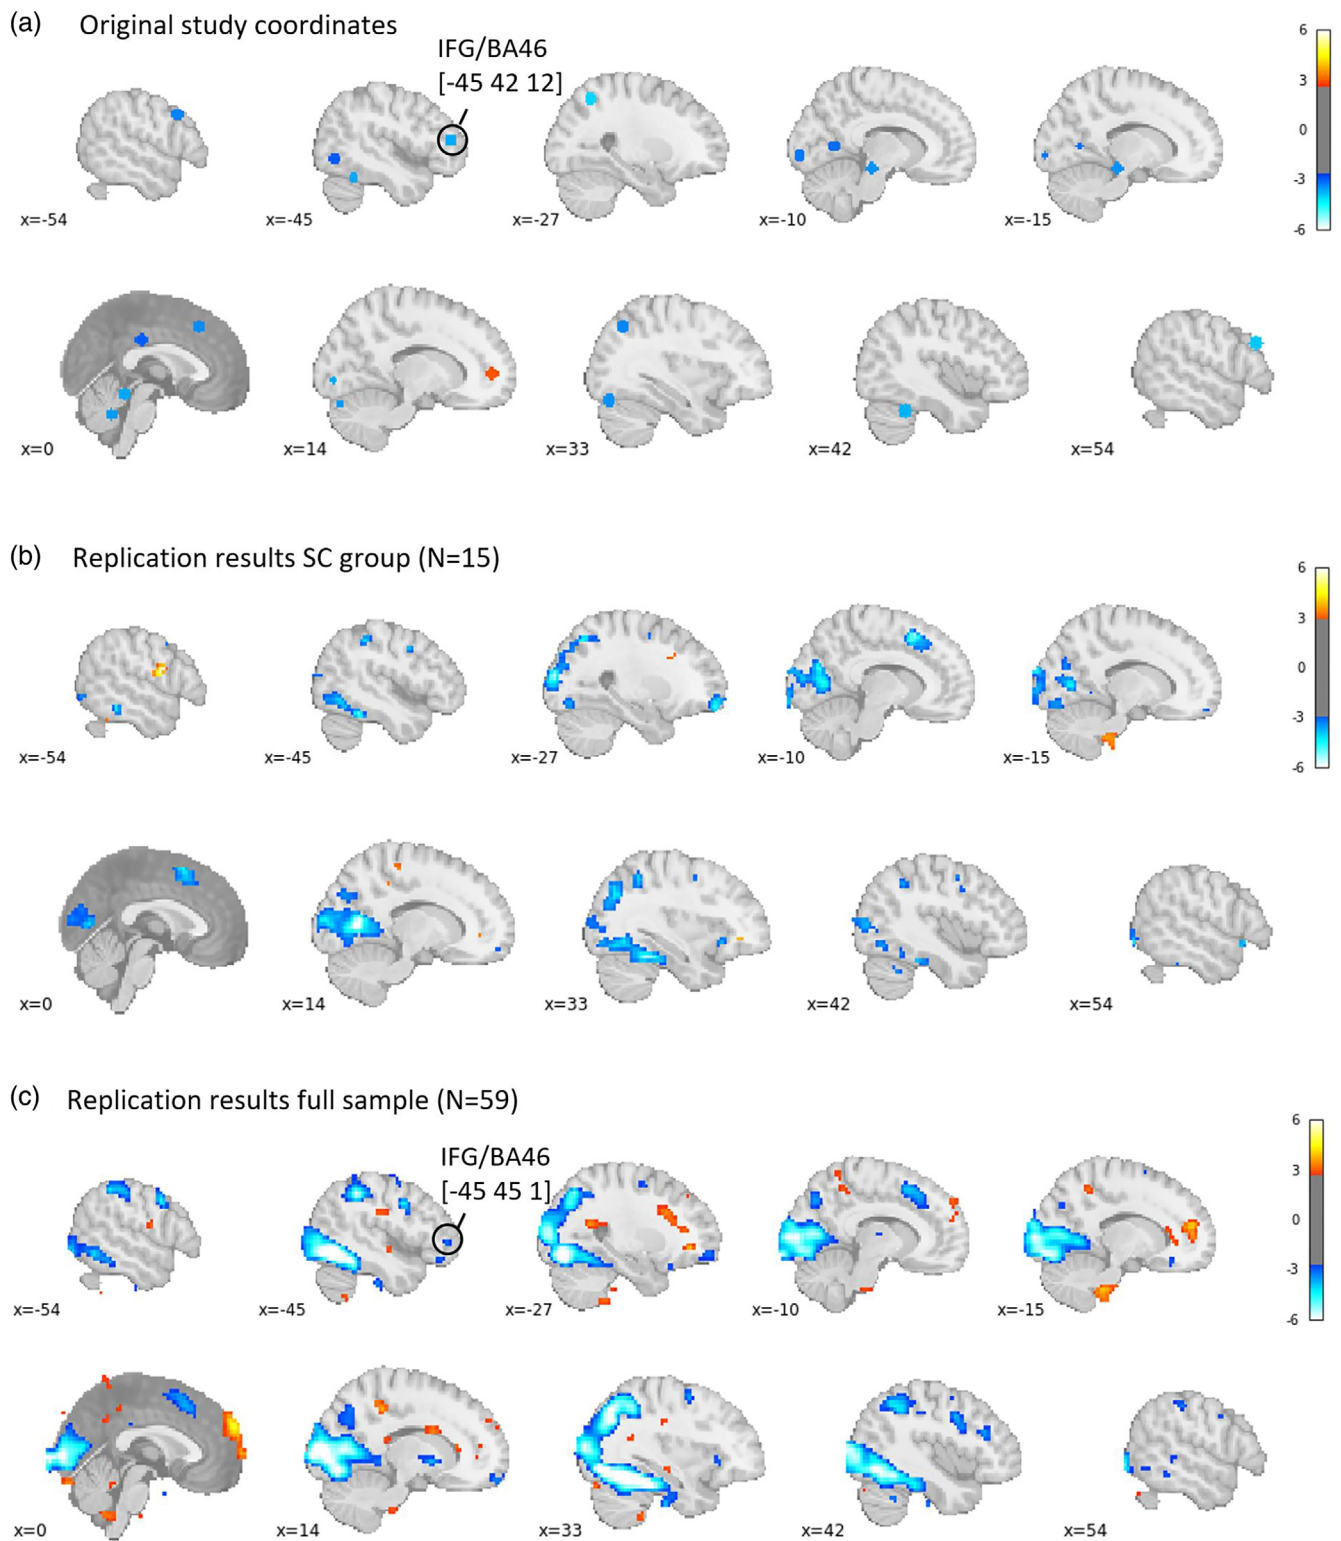 (a) Original study coordinates
IFG/BA46
[-45 42 12]
6
3
0
-3
-6
x=-54 x=-45 x=-27 x=-10 x=-15
x=0 x=14 x=33 x=42 x=54
(b) Replication results SC group (N=15)
6
3
0
-3
-6
x=-54 x=-45 x=-27 x=-10 x=-15
x=0 x=14 x=33 x=42 x=54
(c) Replication results full sample (N=59)
IFG/BA46
[-45 45 1]
6
3
0
-3
-6
x=-54 x=-45 x=-27 x=-10 x=-15
x=0 x=14 x=33 x=42 x=54